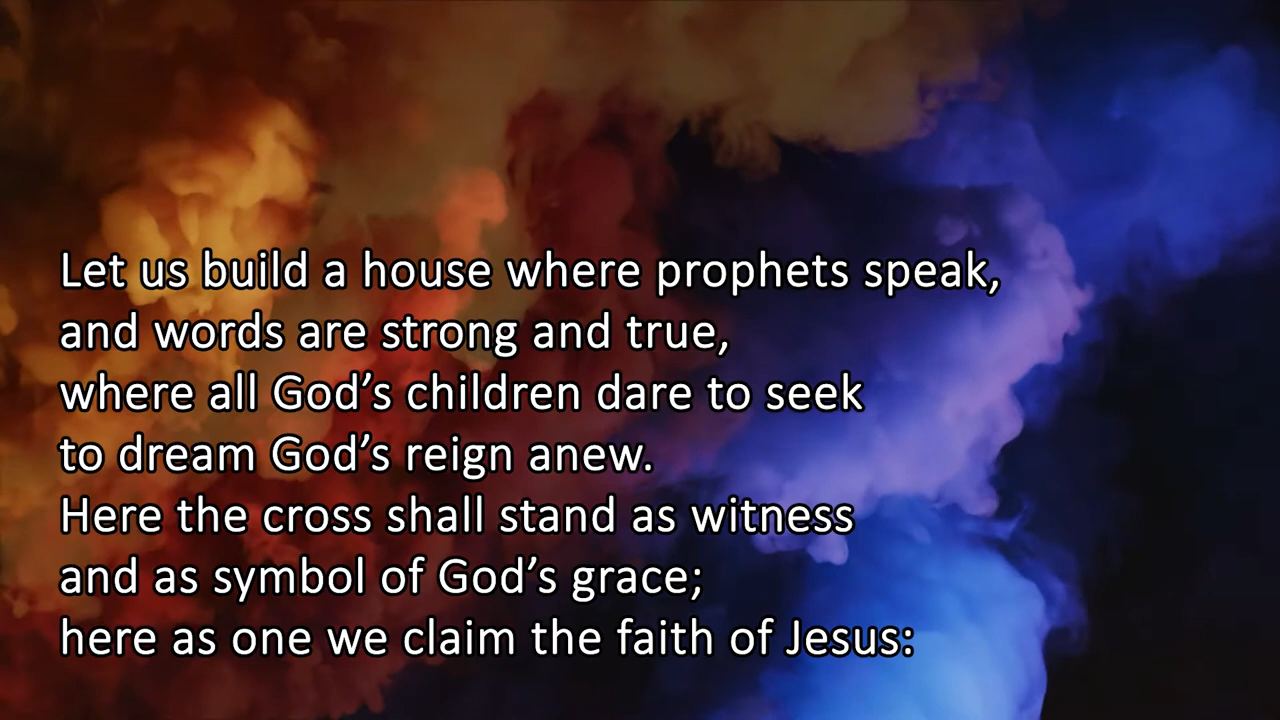 Let us build a house where prophets speak,
and words are strong and true,
where all God’s children dare to seek
to dream God’s reign anew.
Here the cross shall stand as witness
and as symbol of God’s grace;
here as one we claim the faith of Jesus: